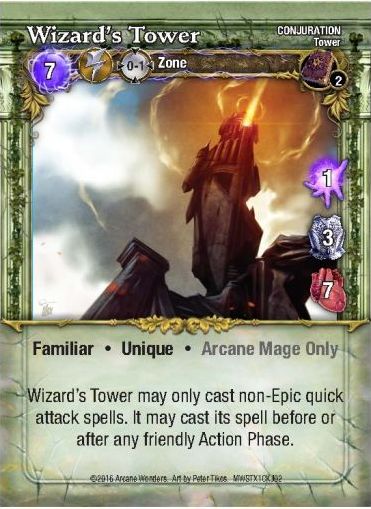 Wizard's Tower
CONJURATION
Tower
7
0-1 Zone
2
1
3
7
Familiar • Unique • Arcane Mage Only
Wizard's Tower may only cast non-Epic quick
attack spells. It may cast its spell before or
after any friendly Action Phase.
©2016 Arcane Wonders. Art by Peter Tikos MWSTX1CKJ02